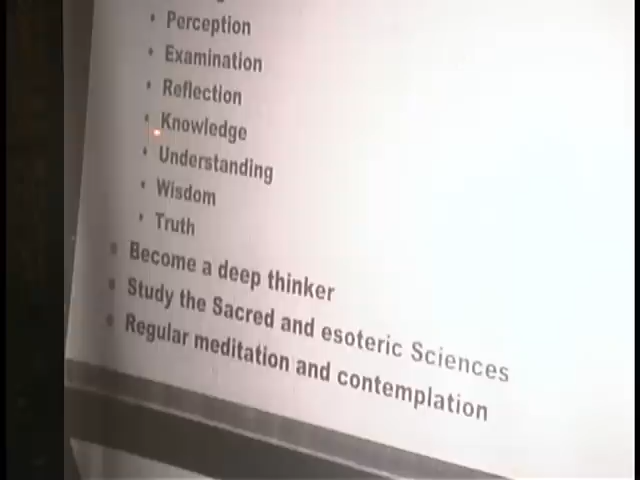 • Perception
• Examination
• Reflection
• Knowledge
• Understanding
• Wisdom
• Truth
• Become a deep thinker
• Study the Sacred and esoteric Sciences
• Regular meditation and contemplation